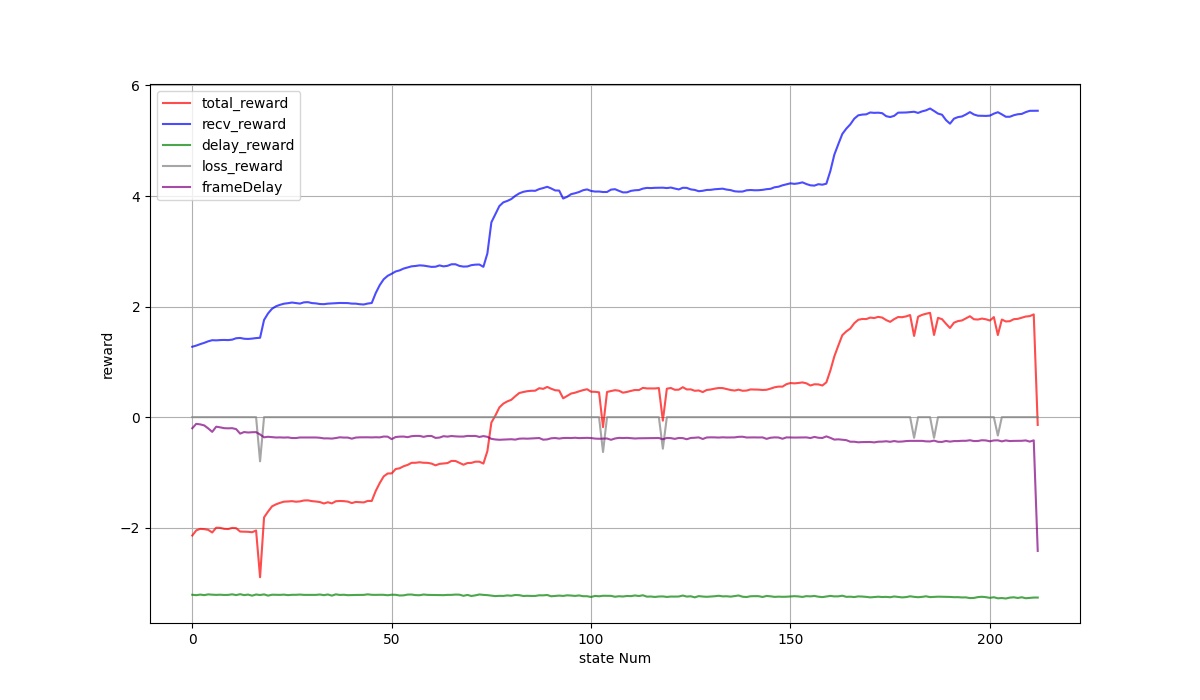 total_reward
recv_reward
delay_reward
loss_reward
frameDelay
reward
6
4
2
0
−2
0 50 100 150 200
state Num